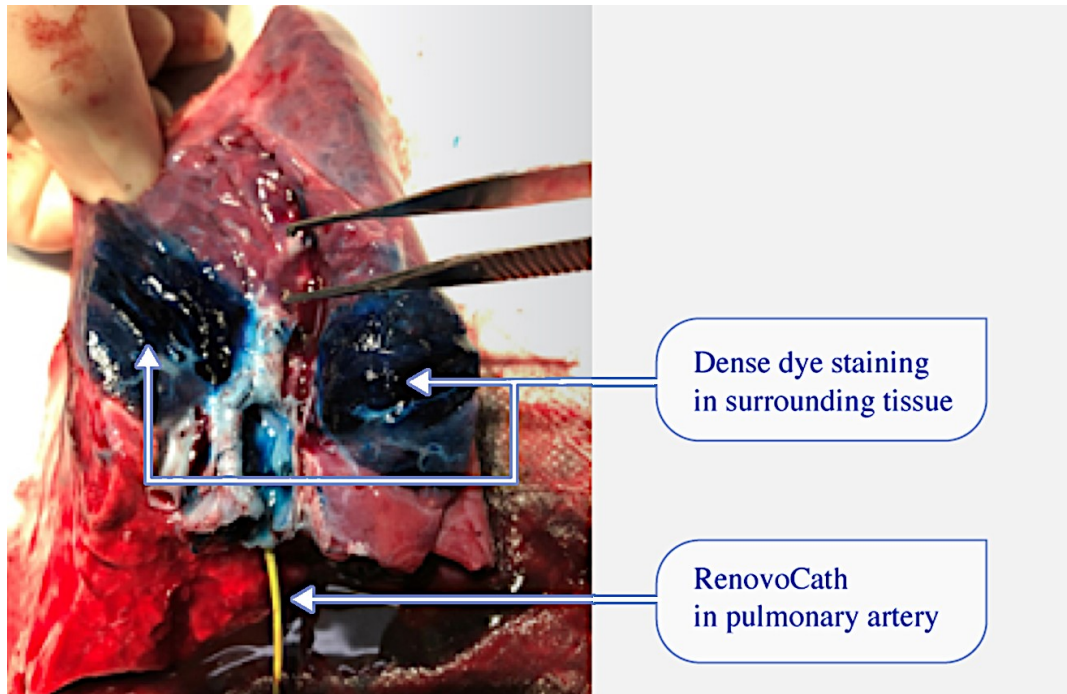 Dense dye staining
in surrounding tissue
RenovoCath
in pulmonary artery